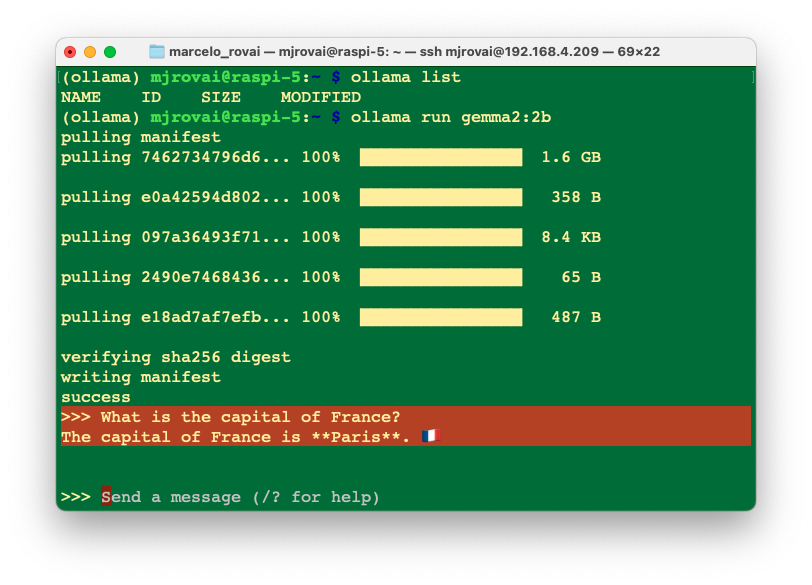 marcelo_rovai — mjrovai@raspi-5: ~ — ssh mjrovai@192.168.4.209 — 69×22
(ollama) mjrovai@raspi-5:~ $ ollama list
NAME    ID    SIZE    MODIFIED
(ollama) mjrovai@raspi-5:~ $ ollama run gemma2:2b
pulling manifest
pulling 7462734796d6... 100% 1.6 GB
pulling e0a42594d802... 100% 358 B
pulling 097a36493f71... 100% 8.4 KB
pulling 2490e7468436... 100% 65 B
pulling e18ad7af7efb... 100% 487 B
verifying sha256 digest
writing manifest
success
>>> What is the capital of France?
The capital of France is **Paris**. 🇫🇷
>>> Send a message (/? for help)